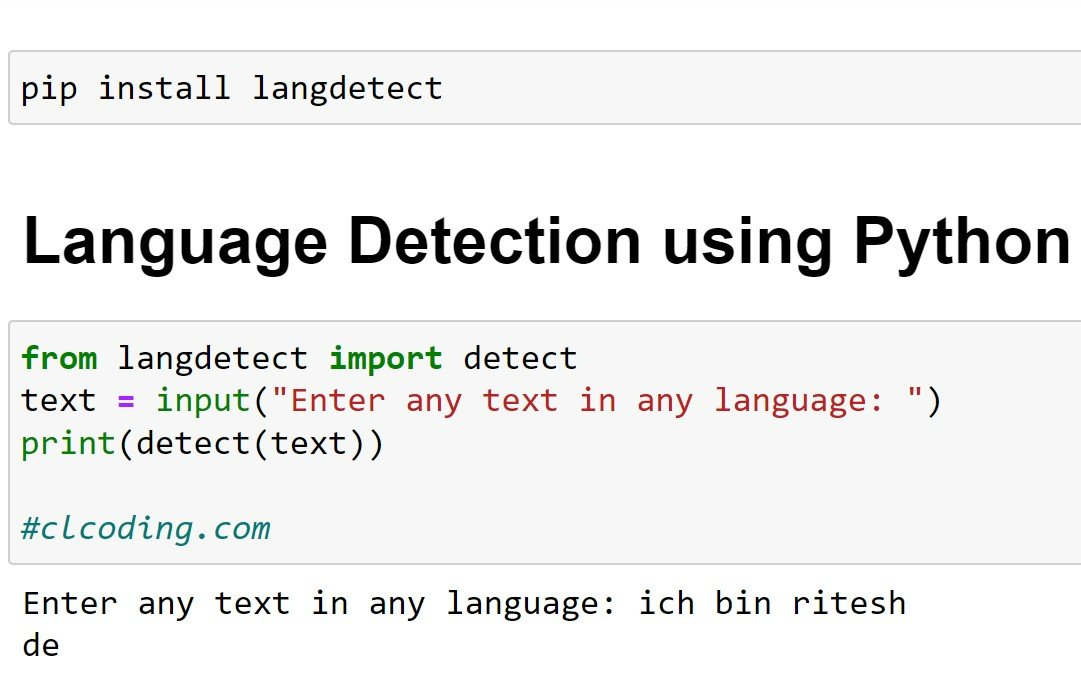 pip install langdetect
Language Detection using Python
from langdetect import detect
text = input("Enter any text in any language: ")
print(detect(text))
#clcoding.com
Enter any text in any language: ich bin ritesh
de